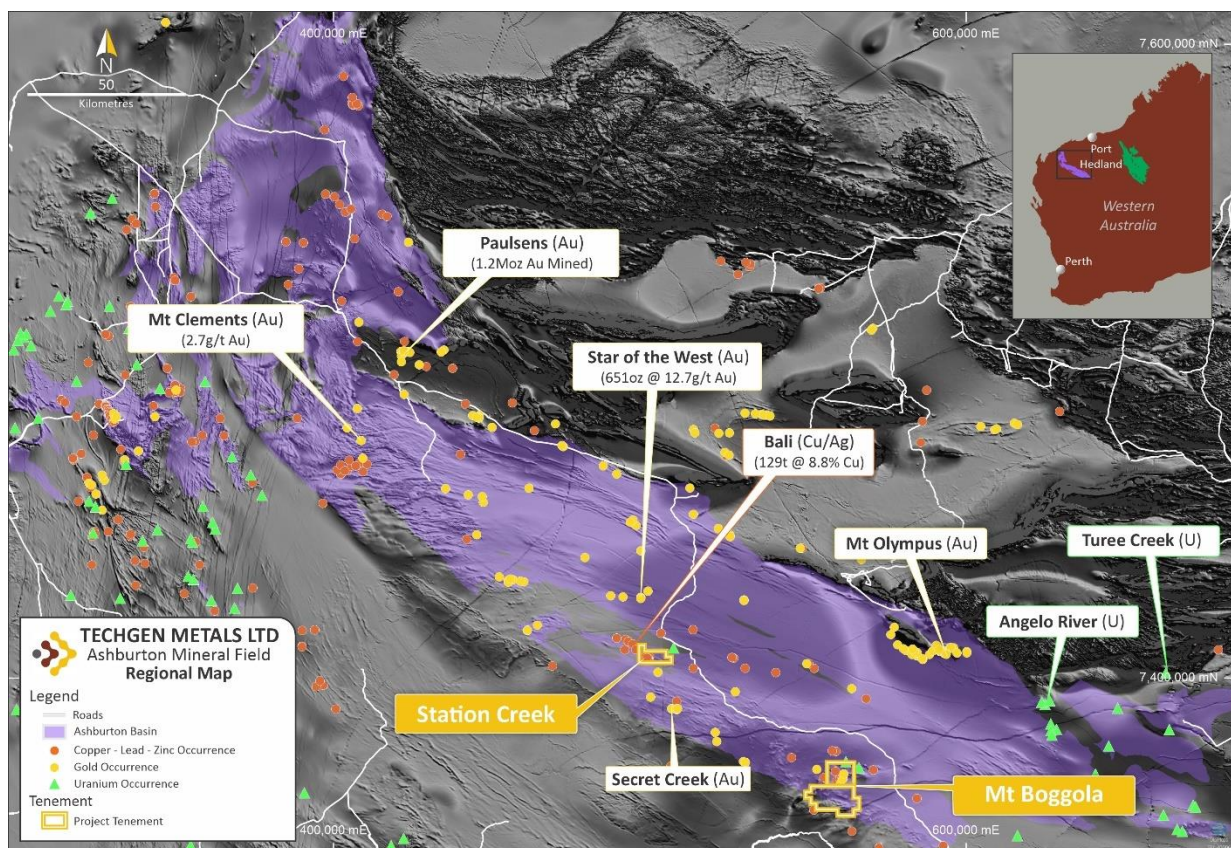 400,000 mE
600,000 mE
7,600,000 mN
N
50
Kilometres
Port
Hedland
Western
Australia
Perth
Paulsens (Au)
(1.2Moz Au Mined)
Mt Clements (Au)
(2.7g/t Au)
Star of the West (Au)
(651oz @ 12.7g/t Au)
Bali (Cu/Ag)
(129t @ 8.8% Cu)
Mt Olympus (Au)
Turee Creek (U)
Angelo River (U)
7,400,000 mN
Station Creek
Secret Creek (Au)
Mt Boggola
TECHGEN METALS LTD
Ashburton Mineral Field
Regional Map
Legend
Roads
Ashburton Basin
Copper - Lead - Zinc Occurrence
Gold Occurrence
Uranium Occurrence
Tenement
Project Tenement
400,000 mE
600,000 mE